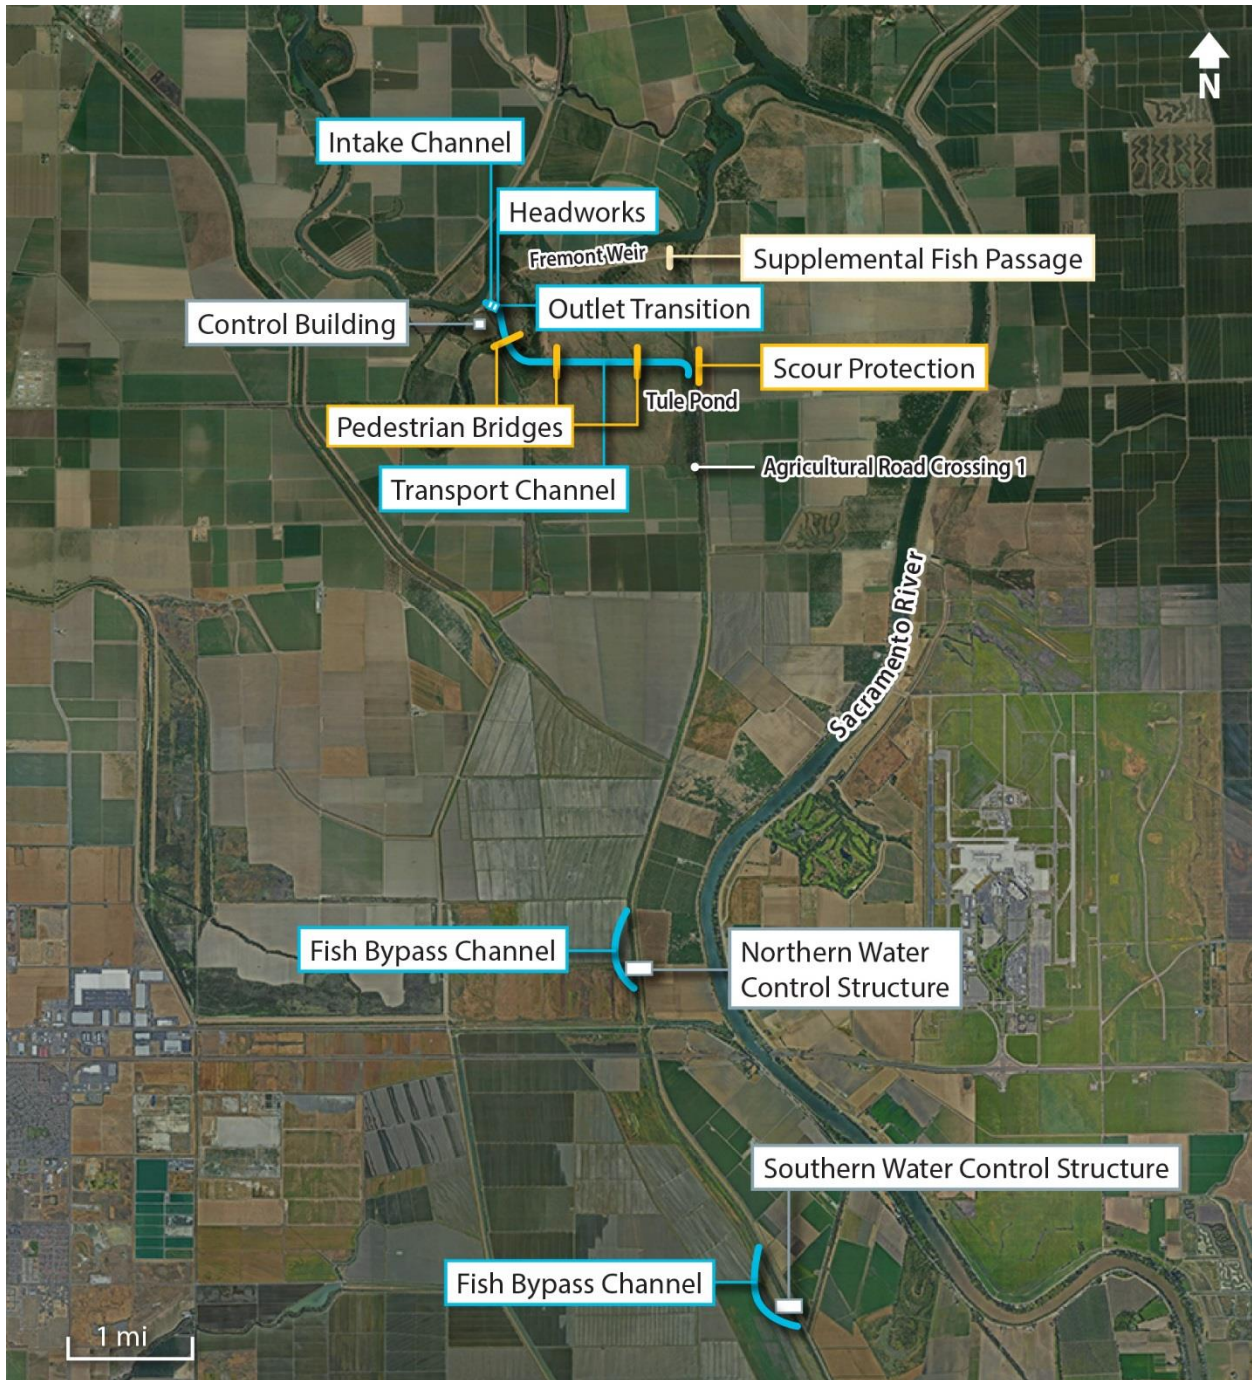 N
Intake Channel
Headworks
Fremont Weir
Supplemental Fish Passage
Outlet Transition
Control Building
Scour Protection
Tule Pond
Pedestrian Bridges
Agricultural Road Crossing 1
Transport Channel
Sacramento River
Fish Bypass Channel
Northern Water
Control Structure
Southern Water Control Structure
Fish Bypass Channel
1 mi